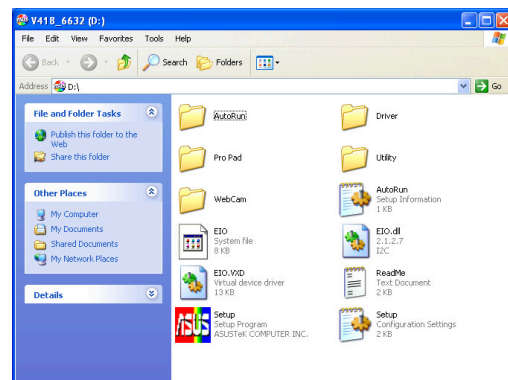 V418_6632 (D:)
File Edit View Favorites Tools Help
Back Search Folders
Address D:\ Go
File and Folder Tasks
Publish this folder to the
Web
Share this folder
Other Places
My Computer
My Documents
Shared Documents
My Network Places
Details
AutoRun
Driver
Pro Pad
Utility
WebCam
AutoRun
Setup Information
1 KB
EIO
System file
8 KB
EIO.dll
2.1.2.7
I2C
EIO.VXD
Virtual device driver
13 KB
ReadMe
Text Document
2 KB
ASUS
Setup
Setup Program
ASUSTeK COMPUTER INC.
Setup
Configuration Settings
2 KB